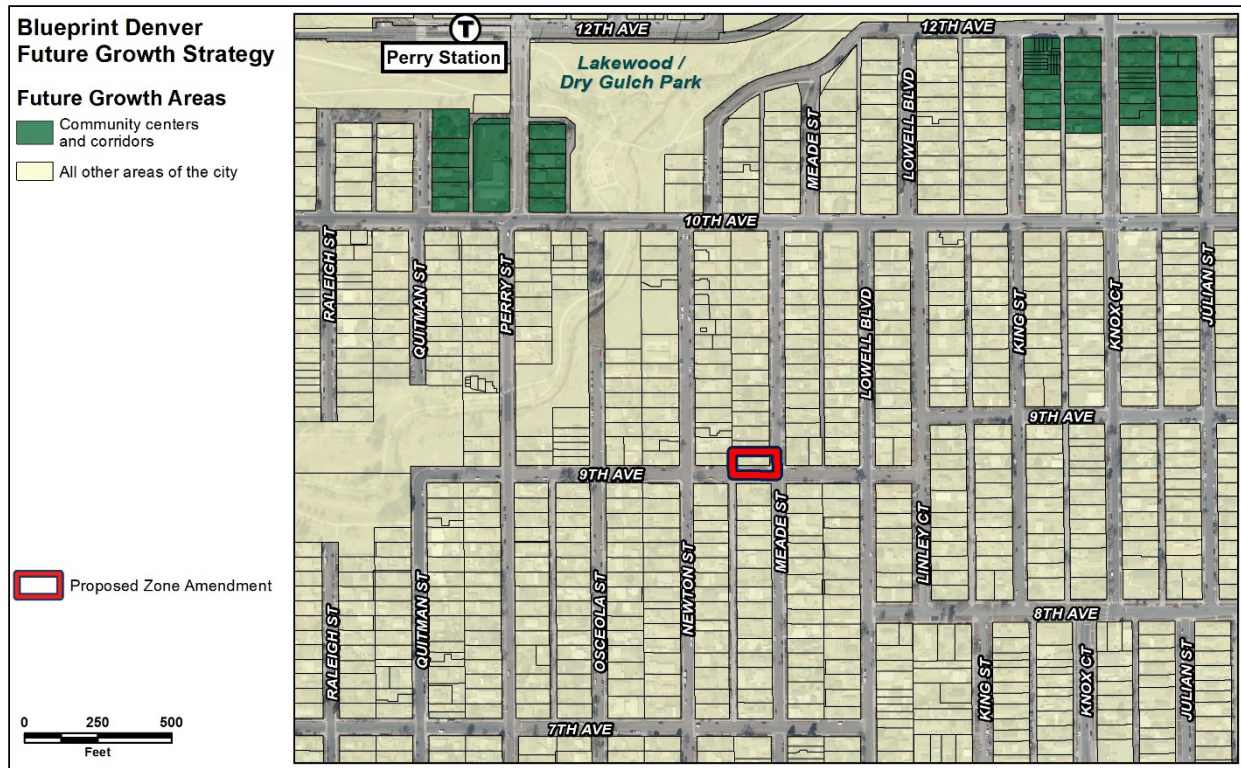 Blueprint Denver
Future Growth Strategy
Future Growth Areas
Community centers
and corridors
All other areas of the city
Proposed Zone Amendment
0 250 500
Feet
T
Perry Station
12TH AVE
12TH AVE
Lakewood /
Dry Gulch Park
MEADE ST
LOWELL BLVD
10TH AVE
RALEIGH ST
QUITMAN ST
PERRY ST
LOWELL BLVD
KING ST
KNOX CT
JULIAN ST
9TH AVE
9TH AVE
RALEIGH ST
QUITMAN ST
OSCEOLA ST
NEWTON ST
MEADE ST
LINLEY CT
8TH AVE
KING ST
KNOX CT
JULIAN ST
7TH AVE